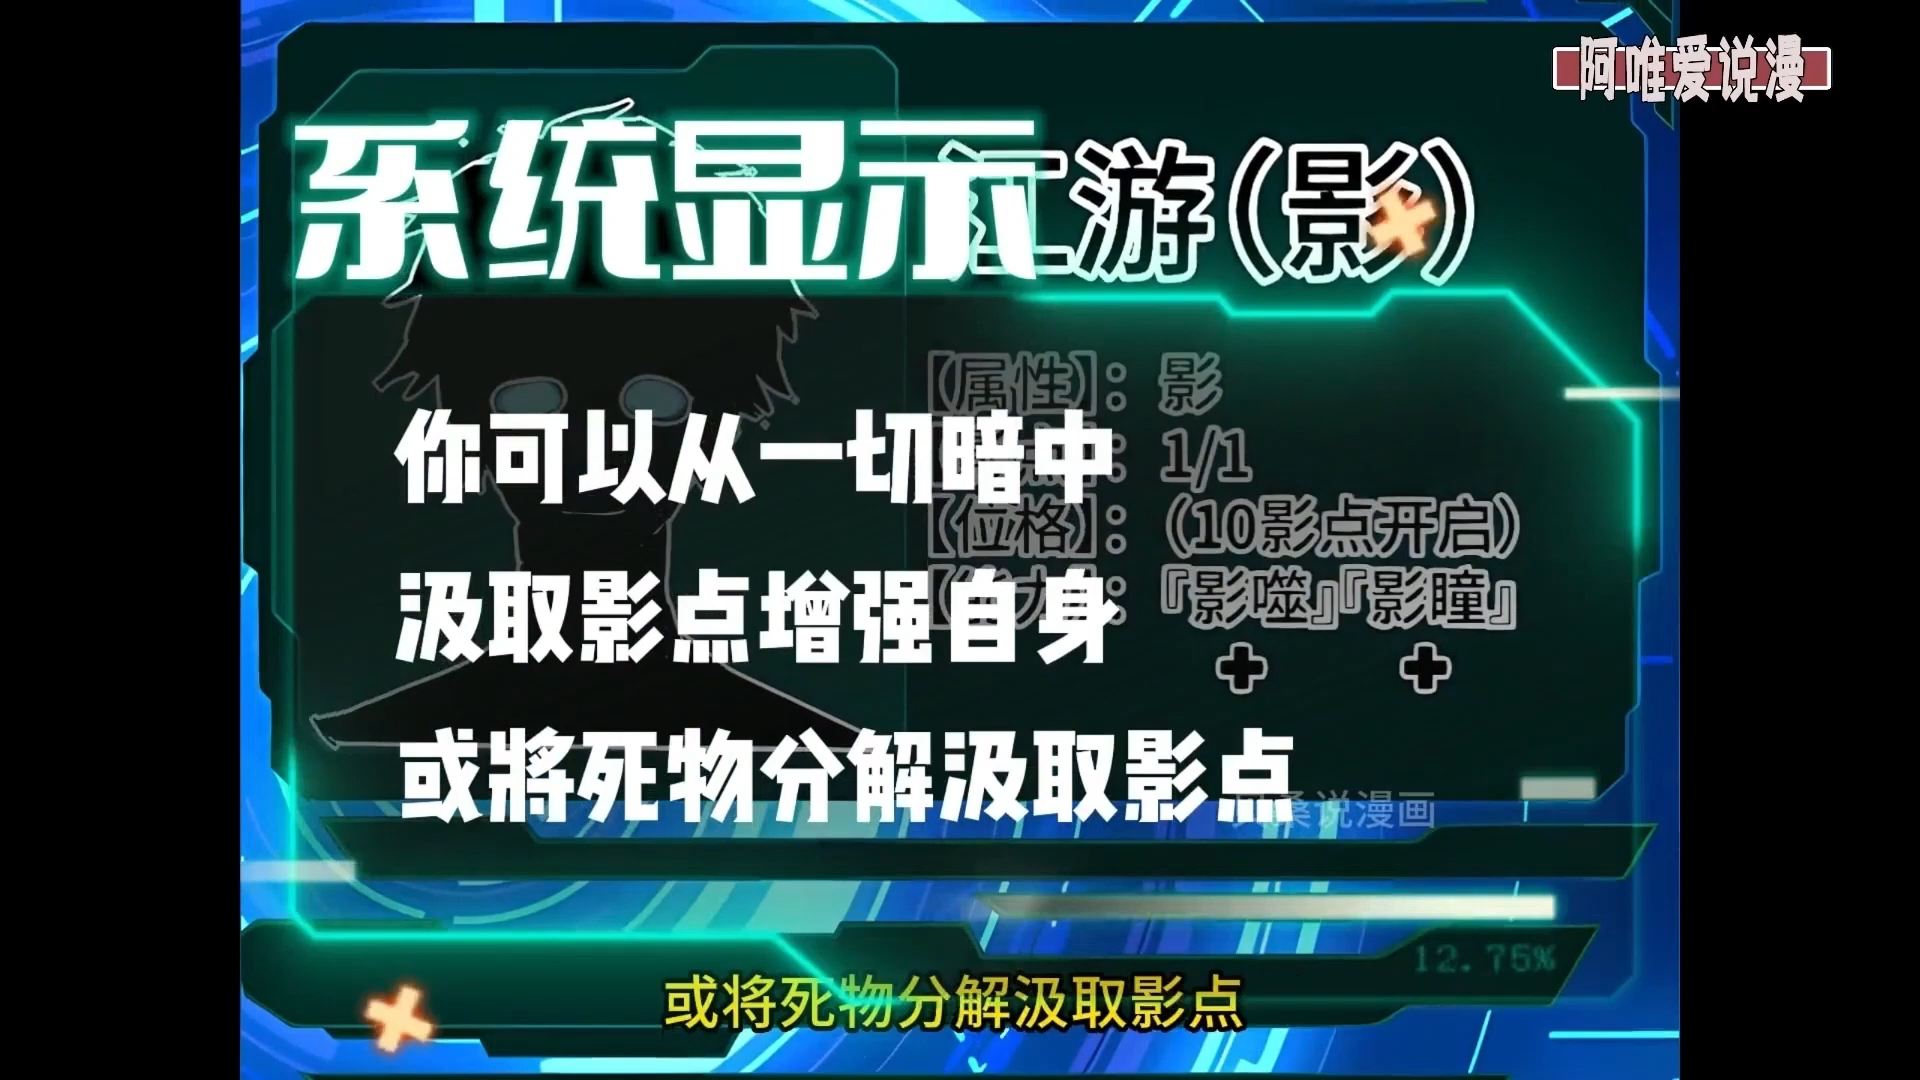 阿唯爱说漫
系统显示
江游(影)
【属性】：影
1/1
【位格】：（10影点开启）
『影噬』『影瞳』
你可以从一切暗中
汲取影点增强自身
或將死物分解汲取影点
说漫画
12.75%
或将死物分解汲取影点